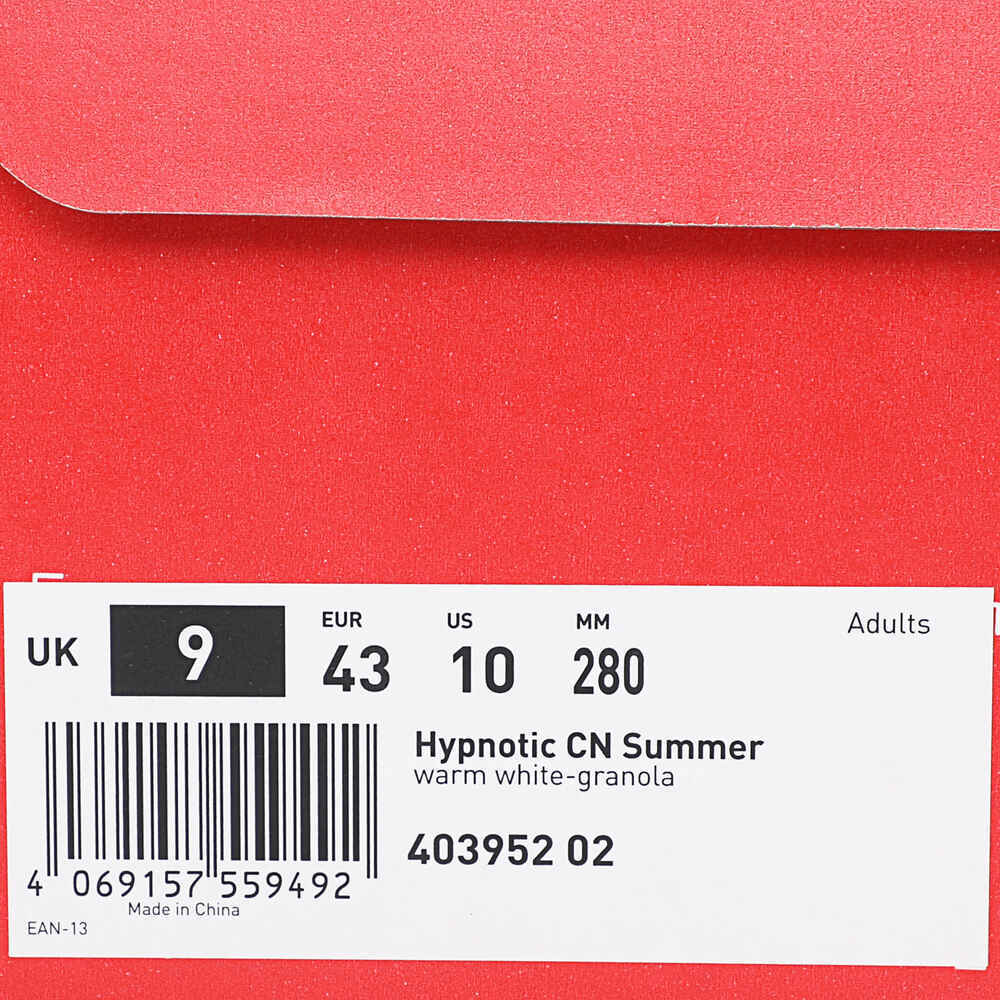 UK 9
EUR US MM
43 10 280
Adults
Hypnotic CN Summer
warm white-granola
403952 02
4 069157 559492
Made in China
EAN-13